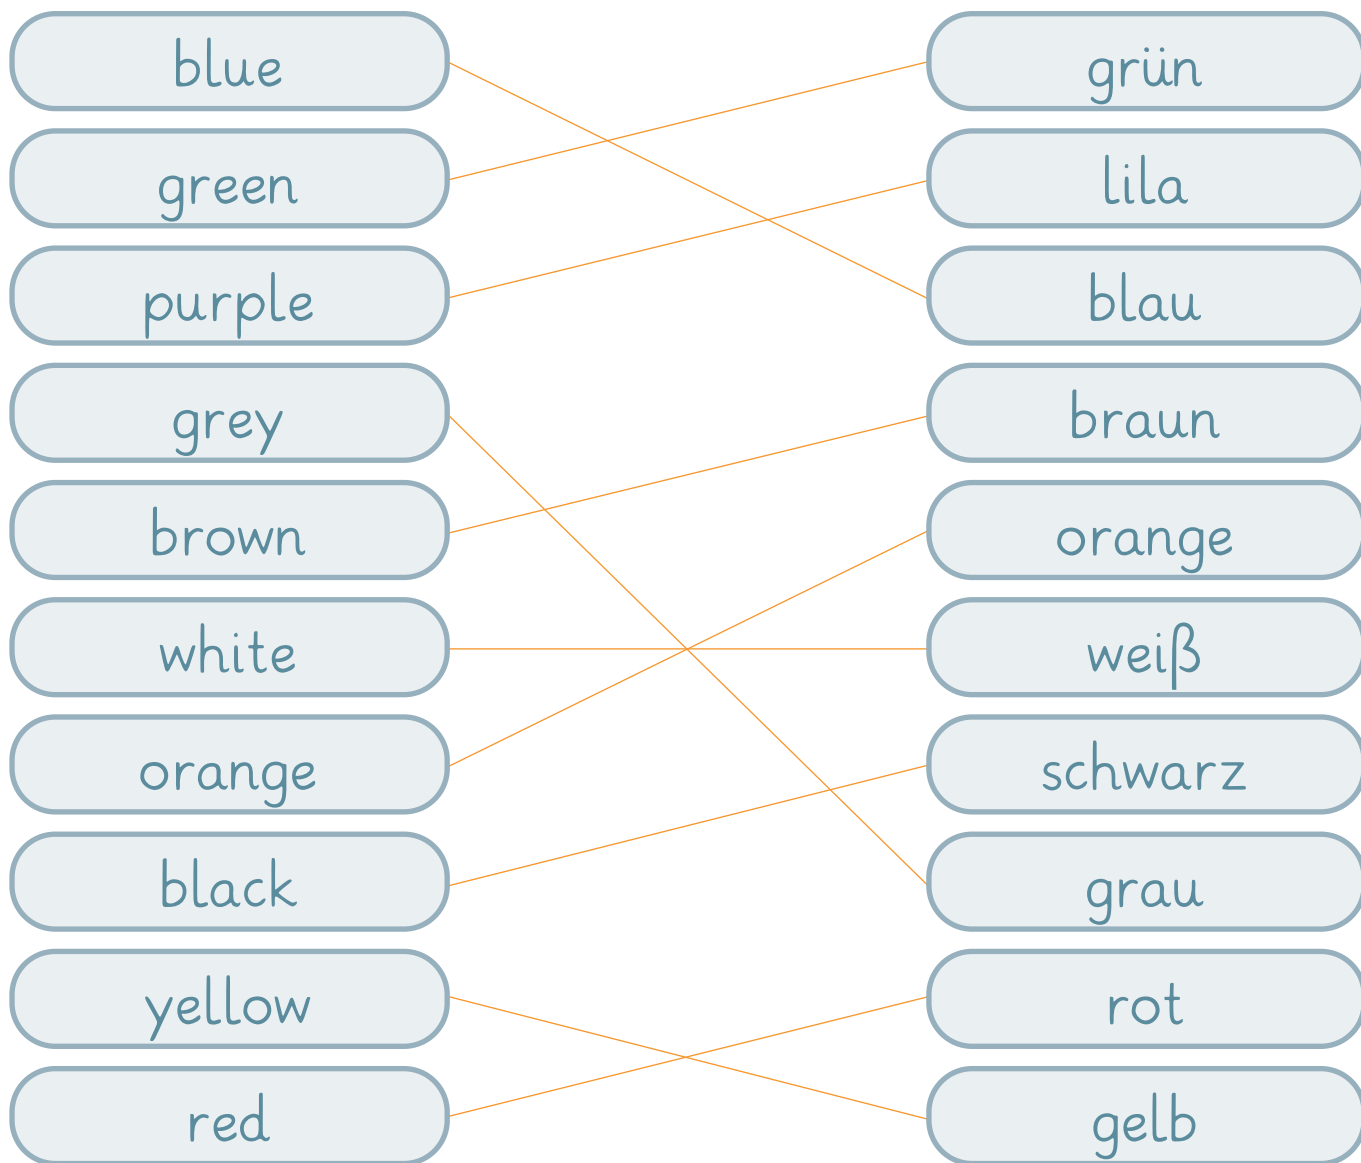 blue
grün
green
lila
purple
blau
grey
braun
brown
orange
white
weiß
orange
schwarz
black
grau
yellow
rot
red
gelb